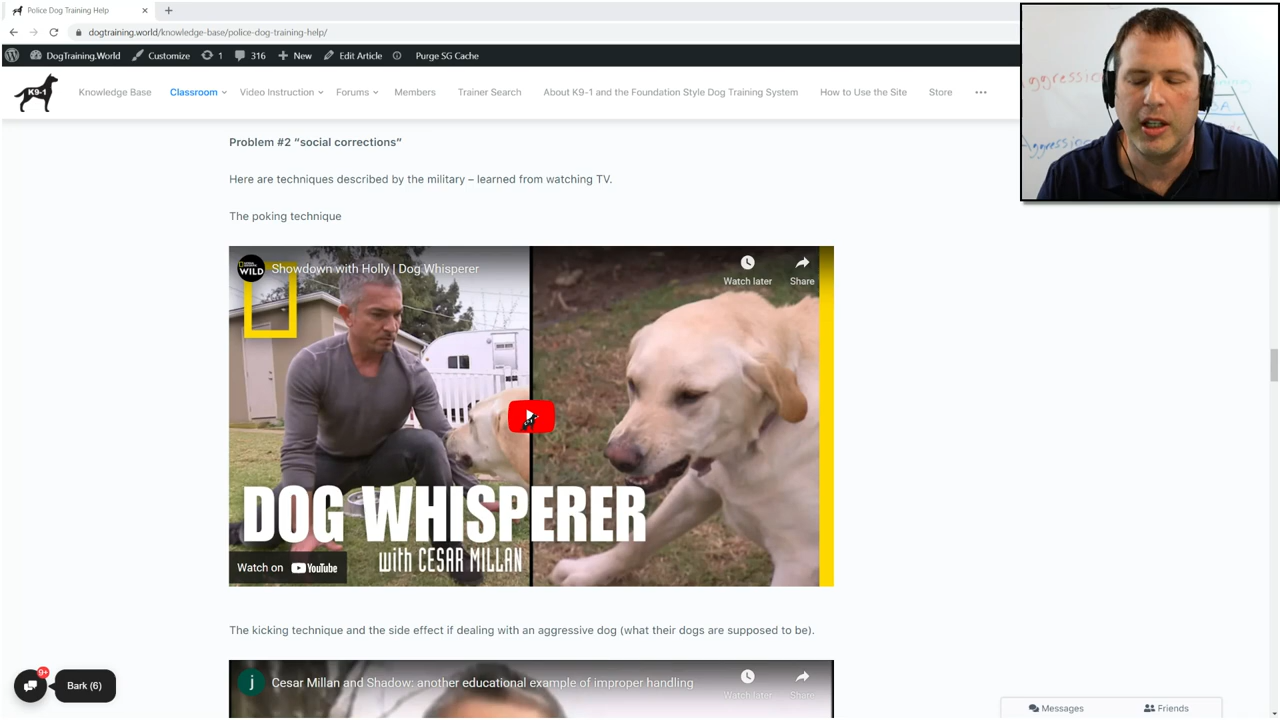 Police Dog Training Help
dogtraining.world/knowledge-base/police-dog-training-help/
DogTraining.World Customize 1 316 New Edit Article Purge SG Cache
K9-1
Knowledge Base Classroom Video Instruction Forums Members Trainer Search About K9-1 and the Foundation Style Dog Training System How to Use the Site Store
Aggression
Aggression
Problem #2 “social corrections”
Here are techniques described by the military – learned from watching TV.
The poking technique
WILD
Showdown with Holly | Dog Whisperer
Watch later
Share
DOG WHISPERER
with CESAR MILLAN
Watch on YouTube
The kicking technique and the side effect if dealing with an aggressive dog (what their dogs are supposed to be).
j
Cesar Millan and Shadow: another educational example of improper handling
Watch later
Share
9+
Bark (6)
Messages
Friends